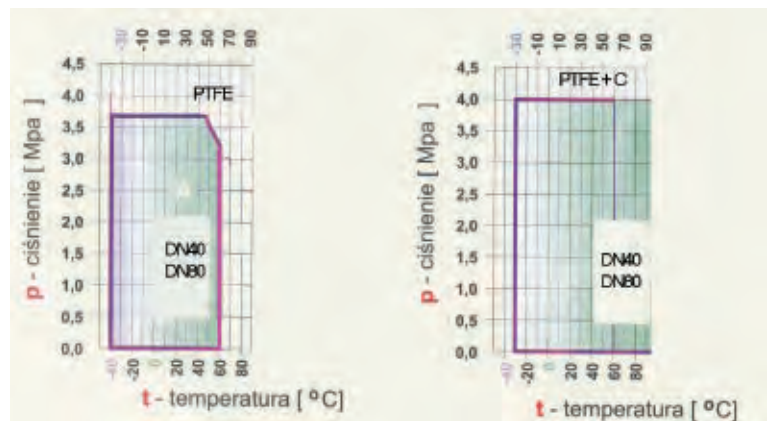 -30 -10 10 30 50 70 90
4,5
4,0
3,5
3,0
2,5
2,0
1,5
1,0
0,5
0,0
PTFE
A
DN40
DN80
p - ciśnienie [ Mpa ]
-40 -20 0 20 40 60 80
t - temperatura [ °C]
-30 -10 10 30 50 70 90
4,5
4,0
3,5
3,0
2,5
2,0
1,5
1,0
0,5
0,0
PTFE + C
DN40
DN80
p - ciśnienie [ Mpa ]
-40 -20 0 20 40 60 80
t - temperatura [ °C]